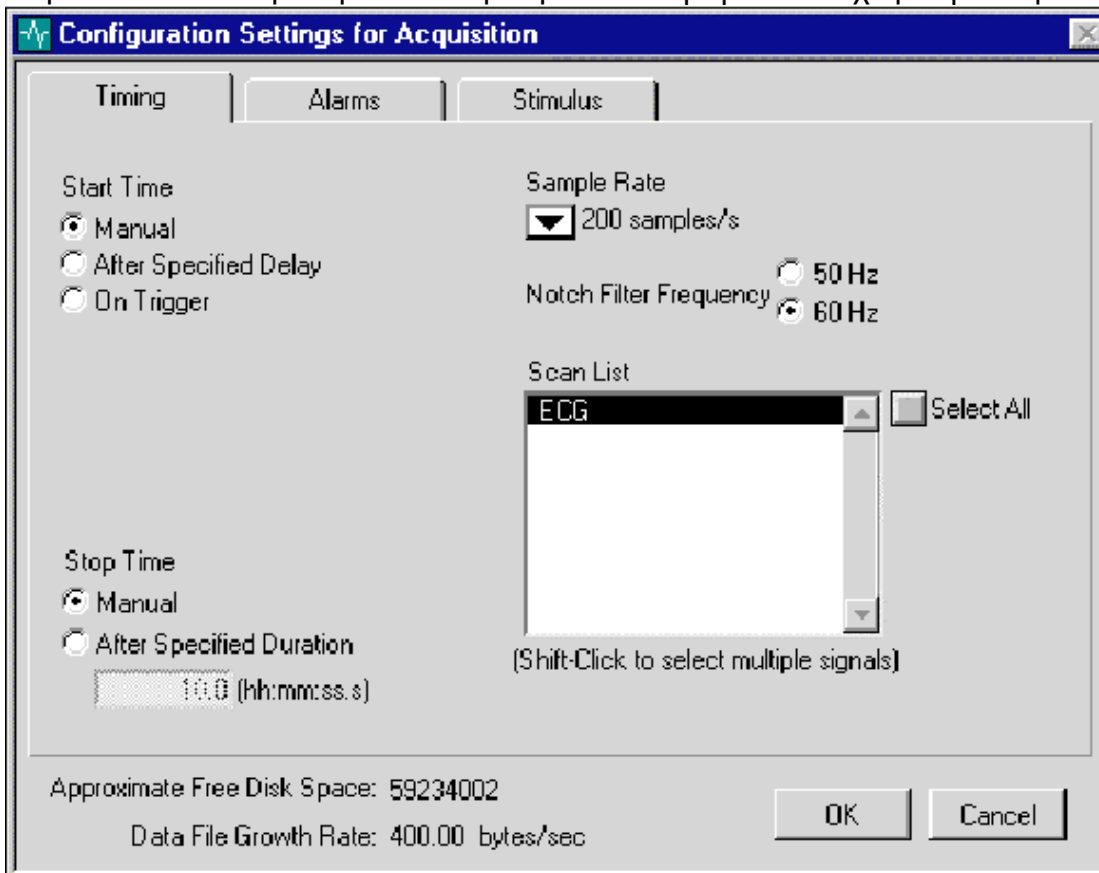 Configuration Settings for Acquisition
Timing
Alarms
Stimulus
Start Time
Manual
After Specified Delay
On Trigger
Sample Rate
200 samples/s
Notch Filter Frequency
50 Hz
60 Hz
Scan List
ECG
Select All
(Shift-Click to select multiple signals)
Stop Time
Manual
After Specified Duration
10.0 (hh:mm:ss.s)
Approximate Free Disk Space: 59234002
Data File Growth Rate: 400.00 bytes/sec
OK
Cancel